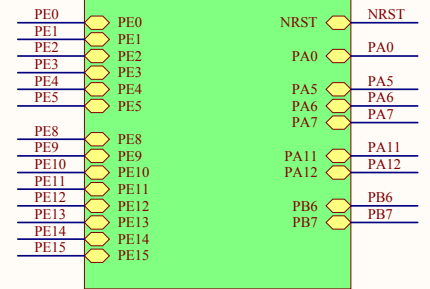 PE0 PE0 NRST NRST
PE1 PE1
PE2 PE2 PA0 PA0
PE3 PE3
PE4 PE4 PA5 PA5
PE5 PE5 PA6 PA6
PA7 PA7
PE8 PE8
PE9 PE9 PA11 PA11
PE10 PE10 PA12 PA12
PE11 PE11
PE12 PE12 PB6 PB6
PE13 PE13 PB7 PB7
PE14 PE14
PE15 PE15